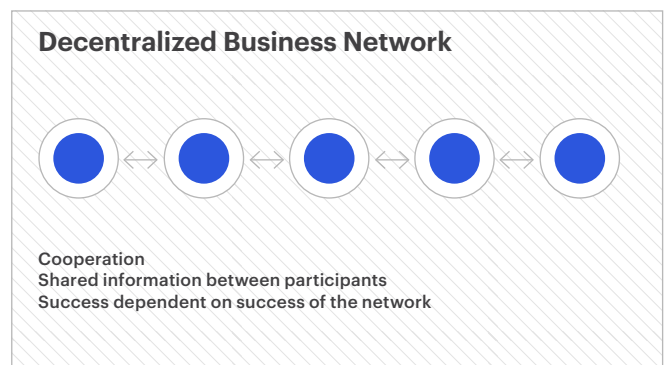 Decentralized Business Network
Cooperation
Shared information between participants
Success dependent on success of the network